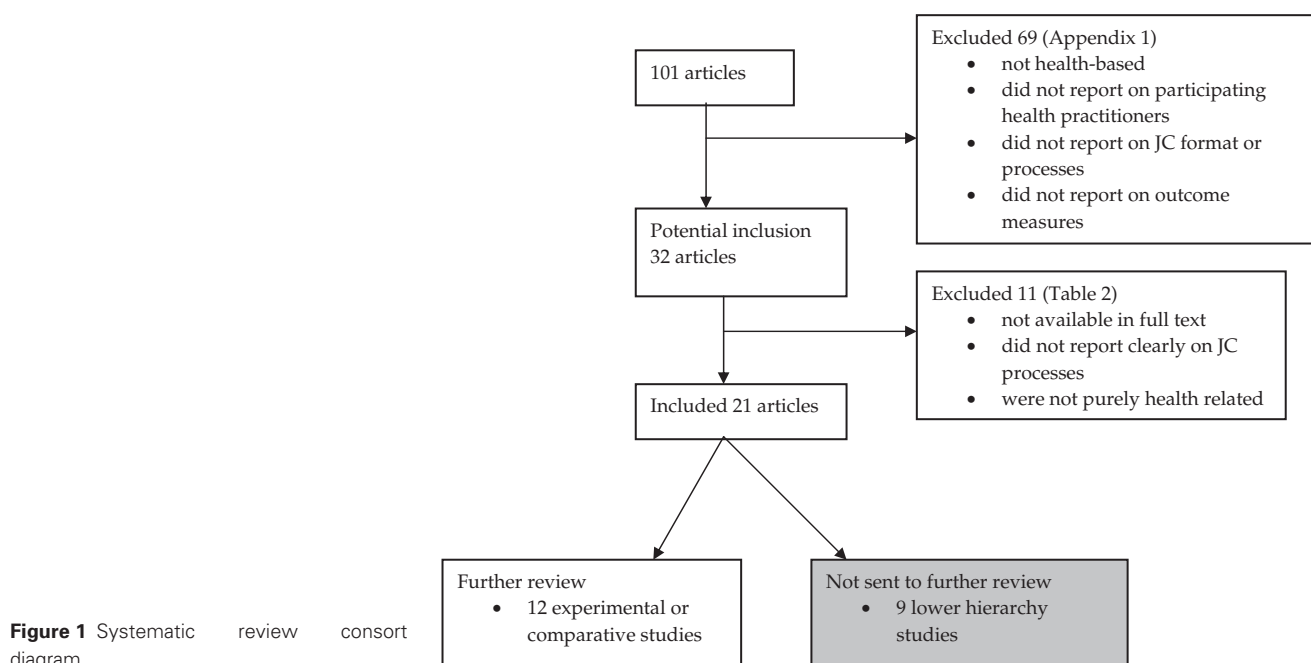 101 articles
Excluded 69 (Appendix 1)
• not health-based
• did not report on participating
health practitioners
• did not report on JC format or
processes
• did not report on outcome
measures
Potential inclusion
32 articles
Excluded 11 (Table 2)
• not available in full text
• did not report clearly on JC
processes
• were not purely health related
Included 21 articles
Further review
• 12 experimental or
comparative studies
Not sent to further review
• 9 lower hierarchy
studies
Figure 1 Systematic review consort
diagram